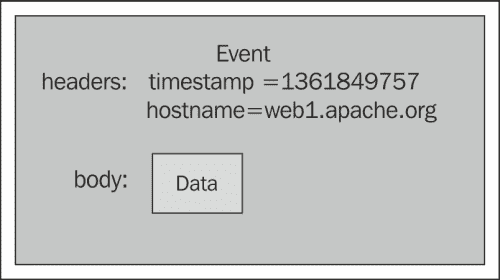 Event
headers: timestamp =1361849757
hostname=web1.apache.org
body: Data